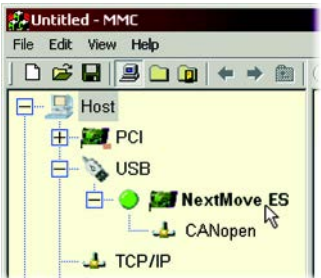 Untitled - MMC
File Edit View Help
Host
PCI
USB
NextMove ES
CANopen
TCP/IP